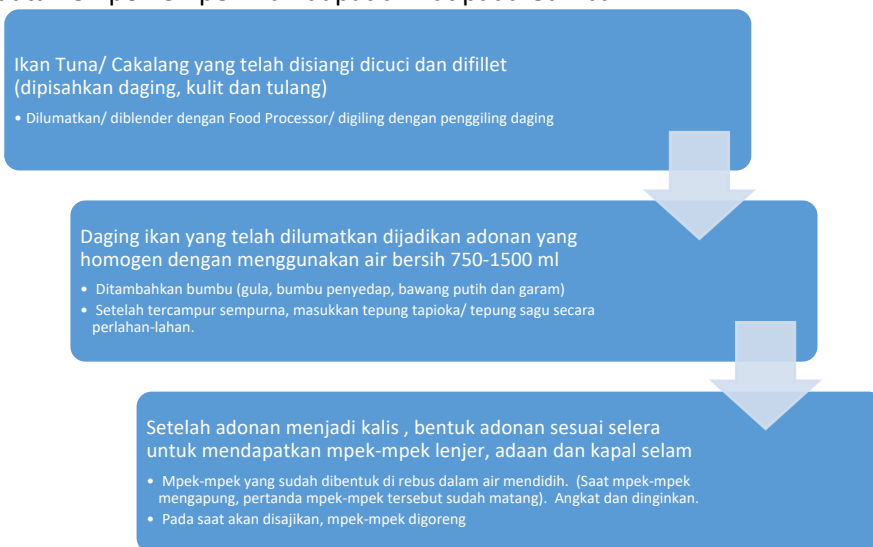 Ikan Tuna/ Cakalang yang telah disiangi dicuci dan difillet
(dipisahkan daging, kulit dan tulang)
• Dilumatkan/ diblender dengan Food Processor/ digiling dengan penggiling daging
Daging ikan yang telah dilumatkan dijadikan adonan yang
homogen dengan menggunakan air bersih 750-1500 ml
• Ditambahkan bumbu (gula, bumbu penyedap, bawang putih dan garam)
• Setelah tercampur sempurna, masukkan tepung tapioka/ tepung sagu secara
perlahan-lahan.
Setelah adonan menjadi kalis , bentuk adonan sesuai selera
untuk mendapatkan mpek-mpek lenjer, adaan dan kapal selam
• Mpek-mpek yang sudah dibentuk di rebus dalam air mendidih. (Saat mpek-mpek
mengapung, pertanda mpek-mpek tersebut sudah matang). Angkat dan dinginkan.
• Pada saat akan disajikan, mpek-mpek digoreng